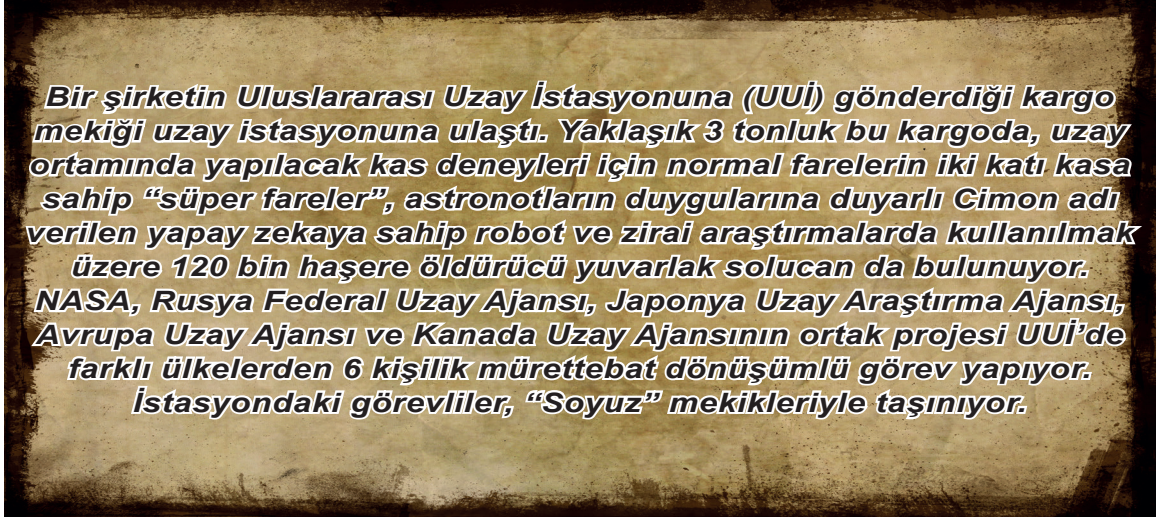 Bir şirketin Uluslararası Uzay İstasyonuna (UUİ) gönderdiği kargo
mekiği uzay istasyonuna ulaştı. Yaklaşık 3 tonluk bu kargoda, uzay
ortamında yapılacak kas deneyleri için normal farelerin iki katı kasa
sahip “süper fareler”, astronotların duygularına duyarlı Cimon adı
verilen yapay zekaya sahip robot ve zirai araştırmalarda kullanılmak
üzere 120 bin haşere öldürücü yuvarlak solucan da bulunuyor.
NASA, Rusya Federal Uzay Ajansı, Japonya Uzay Araştırma Ajansı,
Avrupa Uzay Ajansı ve Kanada Uzay Ajansının ortak projesi UUİ’de
farklı ülkelerden 6 kişilik mürettebat dönüşümlü görev yapıyor.
İstasyondaki görevliler, “Soyuz” mekikleriyle taşınıyor.